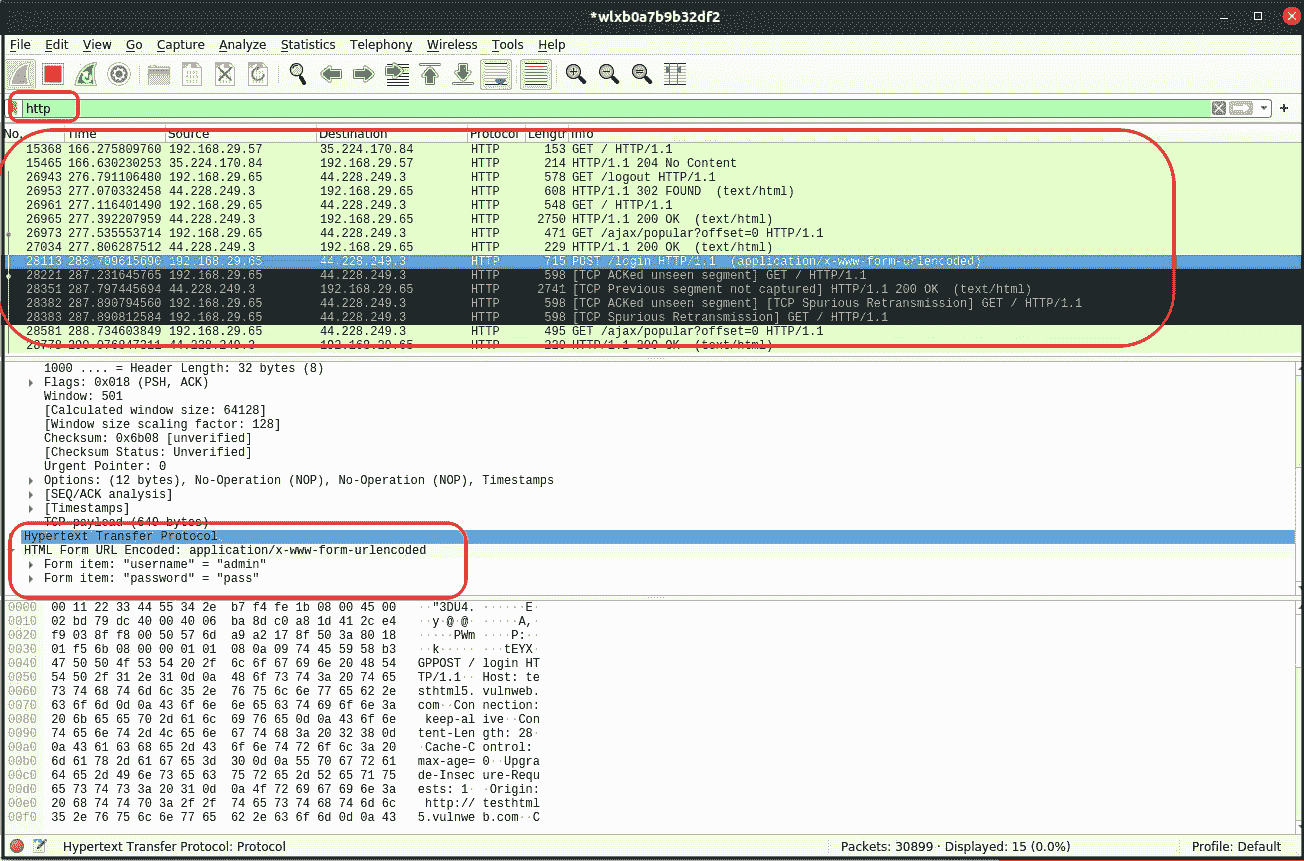 *wlxb0a7b9b32df2
File Edit View Go Capture Analyze Statistics Telephony Wireless Tools Help
http
No. Time Source Destination Protocol Length Info
15368 166.275809760 192.168.29.57 35.224.170.84 HTTP 153 GET / HTTP/1.1
15465 166.630230253 35.224.170.84 192.168.29.57 HTTP 214 HTTP/1.1 204 No Content
26943 276.791106480 192.168.29.65 44.228.249.3 HTTP 578 GET /logout HTTP/1.1
26953 277.070332458 44.228.249.3 192.168.29.65 HTTP 608 HTTP/1.1 302 FOUND (text/html)
26961 277.116401490 192.168.29.65 44.228.249.3 HTTP 548 GET / HTTP/1.1
26965 277.392207959 44.228.249.3 192.168.29.65 HTTP 2750 HTTP/1.1 200 OK (text/html)
26973 277.535553714 192.168.29.65 44.228.249.3 HTTP 471 GET /ajax/popular?offset=0 HTTP/1.1
27034 277.806287512 44.228.249.3 192.168.29.65 HTTP 229 HTTP/1.1 200 OK (text/html)
28113 286.709615690 192.168.29.65 44.228.249.3 HTTP 715 POST /login HTTP/1.1 (application/x-www-form-urlencoded)
28221 287.231645765 192.168.29.65 44.228.249.3 HTTP 598 [TCP ACKed unseen segment] GET / HTTP/1.1
28351 287.797445694 44.228.249.3 192.168.29.65 HTTP 2741 [TCP Previous segment not captured] HTTP/1.1 200 OK (text/html)
28382 287.890794560 192.168.29.65 44.228.249.3 HTTP 598 [TCP ACKed unseen segment] [TCP Spurious Retransmission] GET / HTTP/1.1
28383 287.890812584 192.168.29.65 44.228.249.3 HTTP 598 [TCP Spurious Retransmission] GET / HTTP/1.1
28581 288.734603849 192.168.29.65 44.228.249.3 HTTP 495 GET /ajax/popular?offset=0 HTTP/1.1
44.228.249.3 192.168.29.65 HTTP 229 HTTP/1.1 200 OK (text/html)
1000 .... = Header Length: 32 bytes (8)
Flags: 0x018 (PSH, ACK)
Window: 501
[Calculated window size: 64128]
[Window size scaling factor: 128]
Checksum: 0x6b08 [unverified]
[Checksum Status: Unverified]
Urgent Pointer: 0
Options: (12 bytes), No-Operation (NOP), No-Operation (NOP), Timestamps
[SEQ/ACK analysis]
[Timestamps]
TCP payload (649 bytes)
Hypertext Transfer Protocol
HTML Form URL Encoded: application/x-www-form-urlencoded
Form item: "username" = "admin"
Form item: "password" = "pass"
0000 00 11 22 33 44 55 34 2e b7 f4 fe 1b 08 00 45 00 ··"3DU4. ······E·
0010 02 bd 79 dc 40 00 40 06 ba 8d c0 a8 1d 41 2c e4 ··y·@·@· ·····A,·
0020 f9 03 8f f8 00 50 57 6d a9 a2 17 8f 50 3a 80 18 ·····PWm ····P:··
0030 01 f5 6b 08 00 00 01 01 08 0a 09 74 45 59 58 b3 ··k····· ···tEYX·
0040 47 50 50 4f 53 54 20 2f 6c 6f 67 69 6e 20 48 54 GPPOST / login HT
0050 54 50 2f 31 2e 31 0d 0a 48 6f 73 74 3a 20 74 65 TP/1.1·· Host: te
0060 73 74 68 74 6d 6c 35 2e 76 75 6c 6e 77 65 62 2e sthtml5. vulnweb.
0070 63 6f 6d 0d 0a 43 6f 6e 6e 65 63 74 69 6f 6e 3a com··Con nection:
0080 20 6b 65 65 70 2d 61 6c 69 76 65 0d 0a 43 6f 6e keep-al ive··Con
0090 74 65 6e 74 2d 4c 65 6e 67 74 68 3a 20 32 38 0d tent-Len gth: 28·
00a0 0a 43 61 63 68 65 2d 43 6f 6e 74 72 6f 6c 3a 20 ·Cache-C ontrol:
00b0 6d 61 78 2d 61 67 65 3d 30 0d 0a 55 70 67 72 61 max-age= 0··Upgra
00c0 64 65 2d 49 6e 73 65 63 75 72 65 2d 52 65 71 75 de-Insec ure-Requ
00d0 65 73 74 73 3a 20 31 0d 0a 4f 72 69 67 69 6e 3a ests: 1· ·Origin:
00e0 20 68 74 74 70 3a 2f 2f 74 65 73 74 68 74 6d 6c http:// testhtml
00f0 35 2e 76 75 6c 6e 77 65 62 2e 63 6f 6d 0d 0a 43 5.vulnwe b.com··C
Hypertext Transfer Protocol: Protocol
Packets: 30899 · Displayed: 15 (0.0%)
Profile: Default